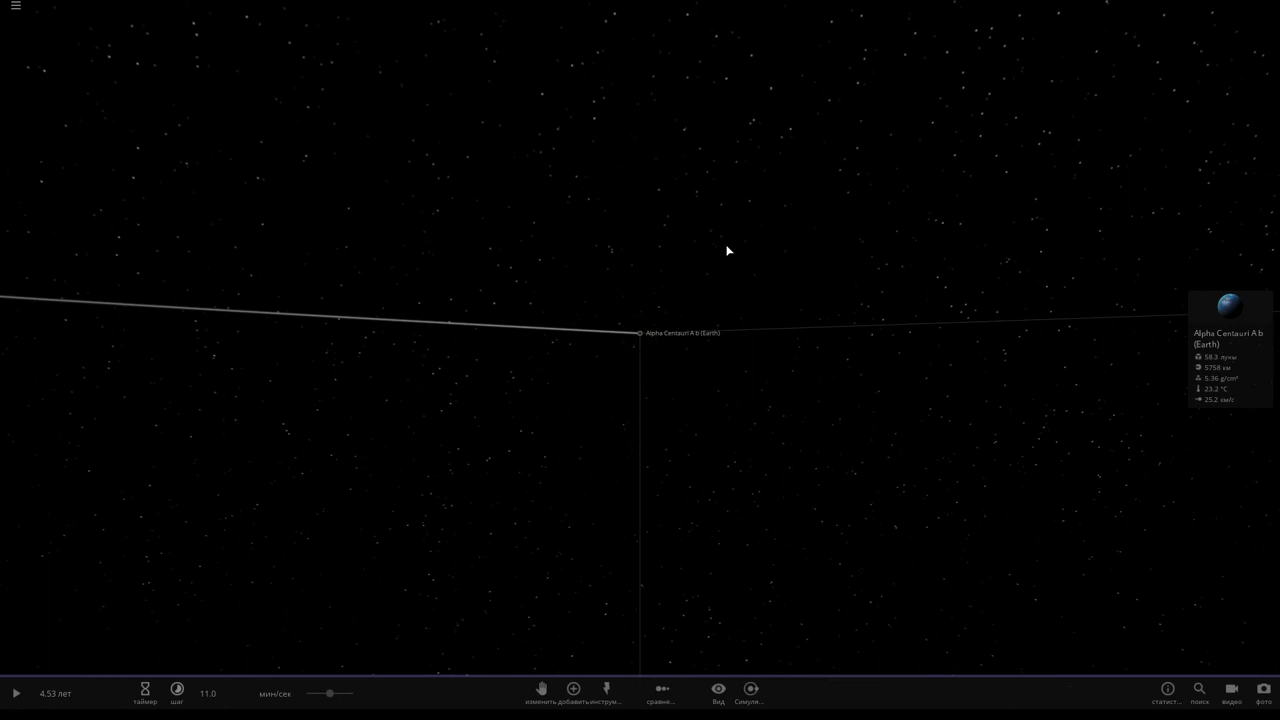 Alpha Centauri A b (Earth)
Alpha Centauri A b
(Earth)
58.3 луны
5758 км
5.36 g/cm³
23.2 °C
25.2 км/с
4.53 лет
таймер
шаг
11.0
мин/сек
изменить
добавить
инструм...
сравне...
Вид
Симуля...
статист...
поиск
видео
фото